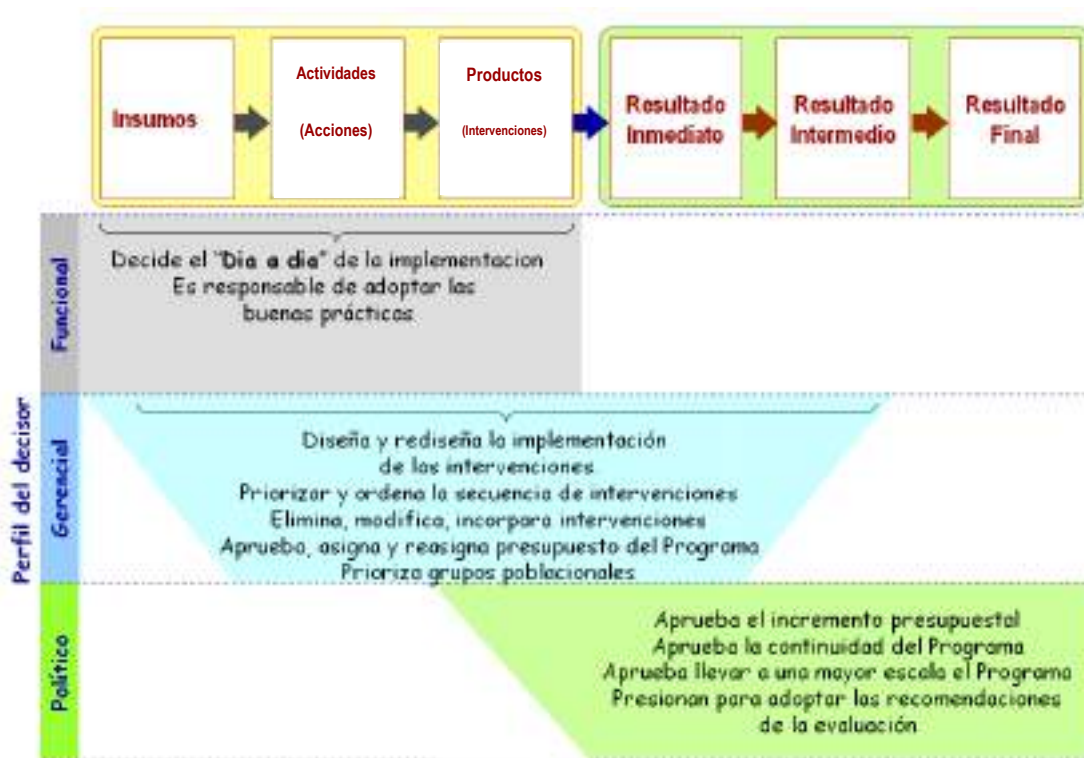 Insumos
Actividades
(Acciones)
Productos
(Intervenciones)
Resultado
Inmediato
Resultado
Intermedio
Resultado
Final
Perfil del decisor
Funcional
Decide el "Dia a dia" de la implementacion
Es responsable de adoptar las
buenas prácticas
Gerencial
Diseña y rediseña la implementación
de las intervenciones
Priorizar y ordena la secuencia de intervenciones
Elimina, modifica, incorpora intervenciones
Aprueba, asigna y reasigna presupuesto del Programa
Prioriza grupos poblacionales
Político
Aprueba el incremento presupuestal
Aprueba la continuidad del Programa
Aprueba llevar a una mayor escala el Programa
Presionan para adoptar las recomendaciones
de la evaluación